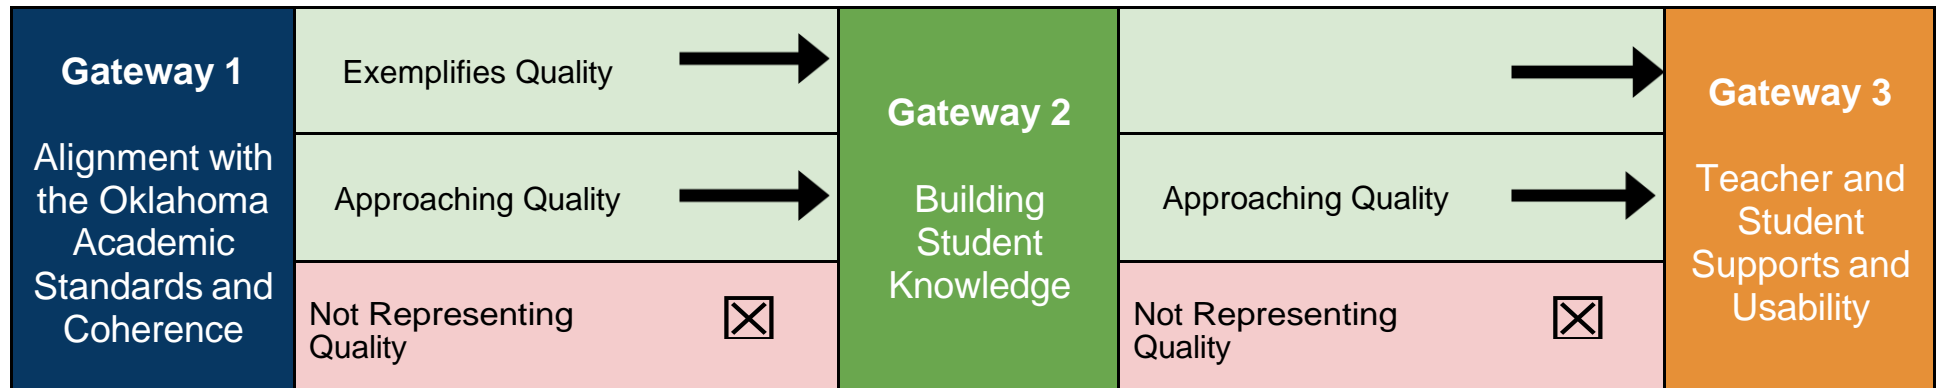 Gateway 1
Alignment with
the Oklahoma
Academic
Standards and
Coherence
Exemplifies Quality
Approaching Quality
Not Representing
Quality
Gateway 2
Building
Student
Knowledge
Approaching Quality
Not Representing
Quality
Gateway 3
Teacher and
Student
Supports and
Usability